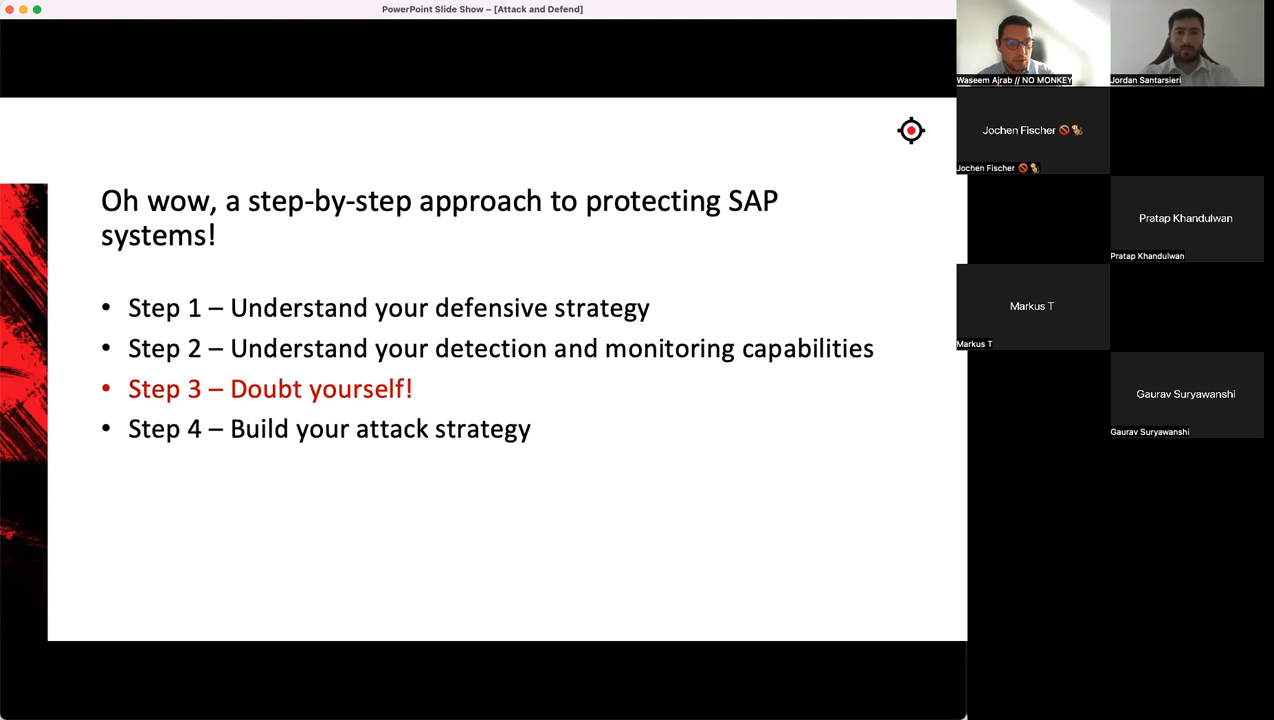 PowerPoint Slide Show – [Attack and Defend]
Oh wow, a step-by-step approach to protecting SAP
systems!
• Step 1 – Understand your defensive strategy
• Step 2 – Understand your detection and monitoring capabilities
• Step 3 – Doubt yourself!
• Step 4 – Build your attack strategy
Waseem Ajrab // NO MONKEY
Jordan Santarsieri
Jochen Fischer 🚫🐒
Jochen Fischer 🚫🐒
Pratap Khandulwan
Pratap Khandulwan
Markus T
Markus T
Gaurav Suryawanshi
Gaurav Suryawanshi